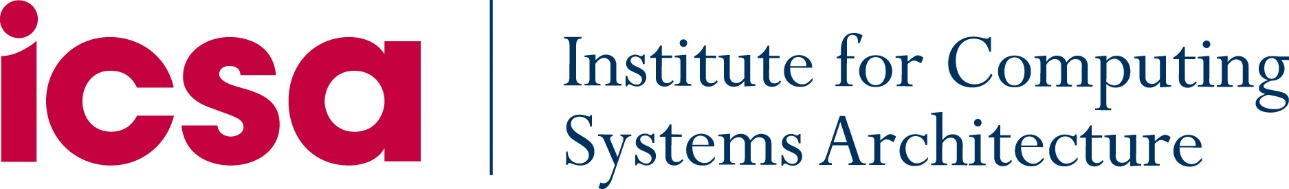 icsa
Institute for Computing
Systems Architecture